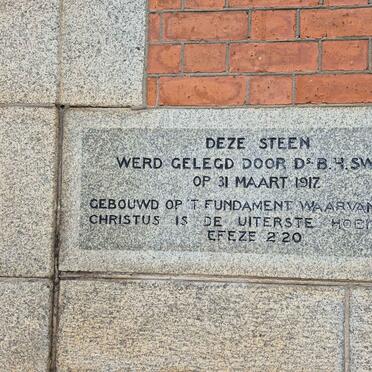 DEZE STEEN
WERD GELEGD DOOR Ds B.H. SW
OP 31 MAART 1917.
GEBOUWD OP 'T FUNDAMENT WAARVAN
CHRISTUS IS DE UITERSTE HOE
EFEZE 2:20